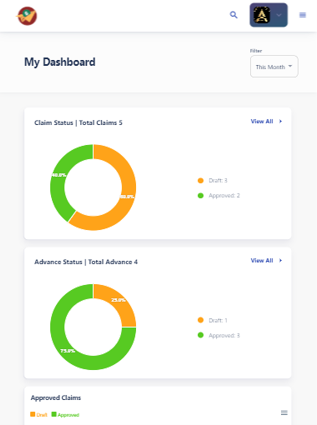 Filter
My Dashboard
This Month
Claim Status | Total Claims 5
View All
40.0%
60.0%
Draft: 3
Approved: 2
Advance Status | Total Advance 4
View All
25.0%
75.0%
Draft: 1
Approved: 3
Approved Claims
Draft
Approved